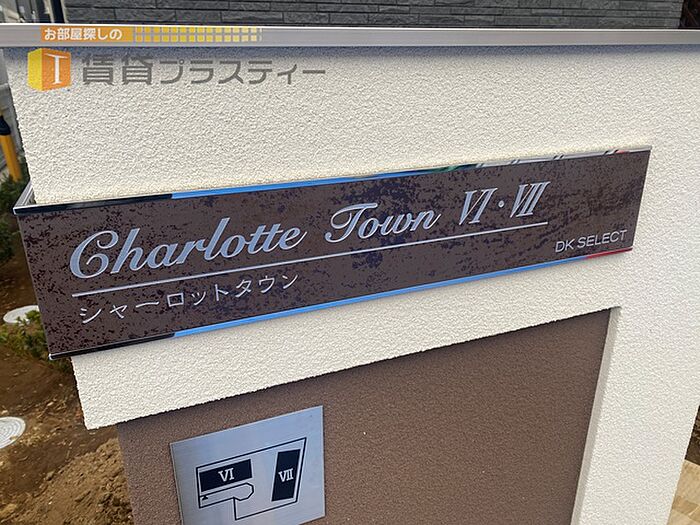 お部屋探しの
賃貸プラスティー
Charlotte Town VI・VII
シャーロットタウン
DK SELECT
VI
VII